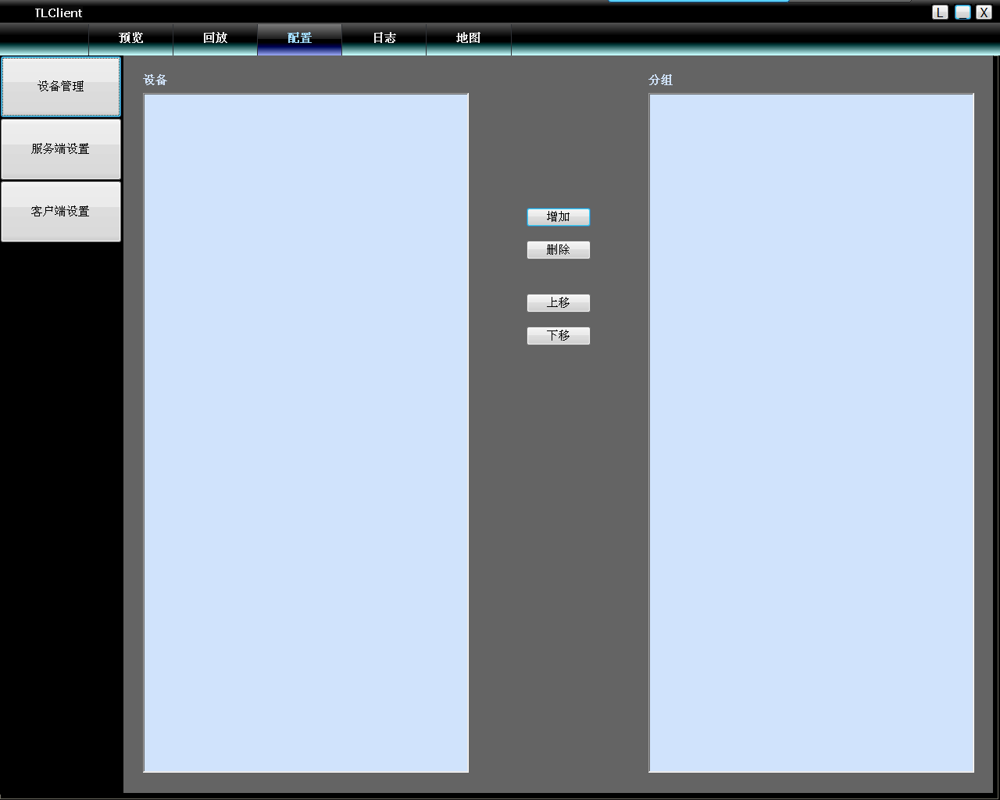 TLClient
L _ X
预览 回放 配置 日志 地图
设备管理
服务端设置
客户端设置
设备
分组
增加
删除
上移
下移